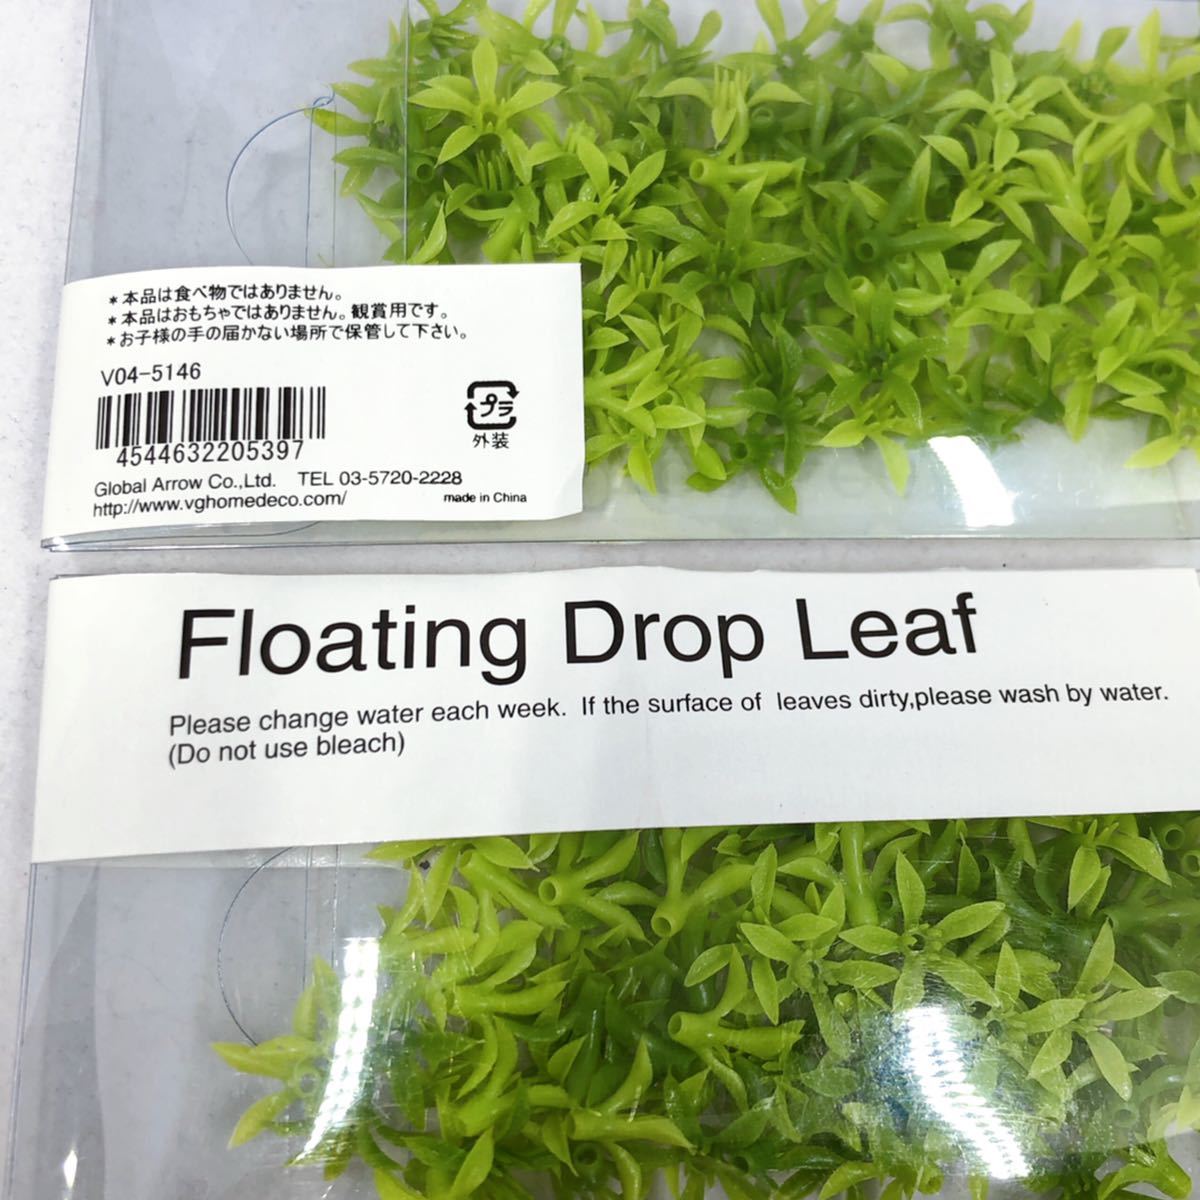 ＊本品は食べ物ではありません。
＊本品はおもちゃではありません。観賞用です。
＊お子様の手の届かない場所で保管して下さい。
V04-5146
4544632205397
プラ
外装
Global Arrow Co.,Ltd. TEL 03-5720-2228
http://www.vghomedeco.com/ made in China
Floating Drop Leaf
Please change water each week. If the surface of leaves dirty,please wash by water.
(Do not use bleach)